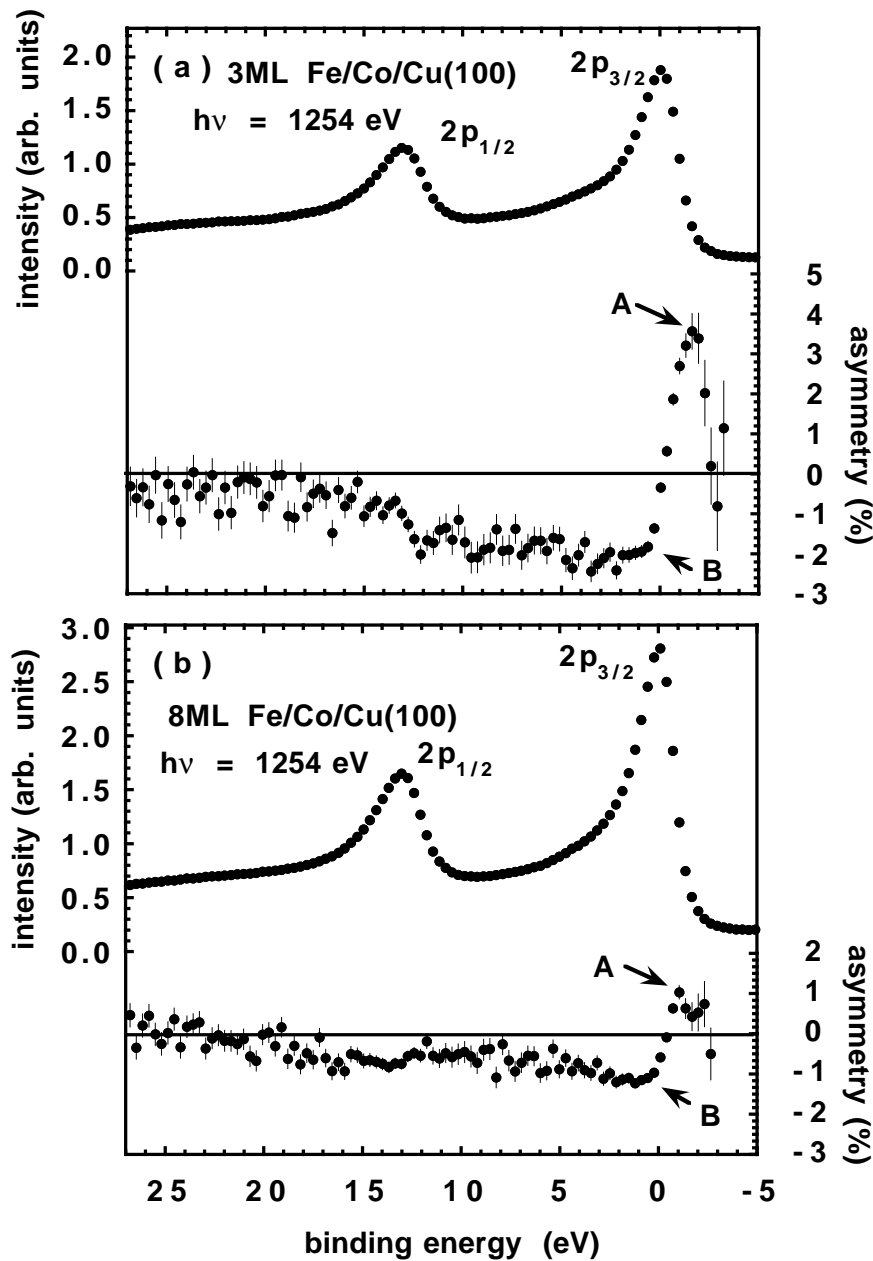 ( a ) 3ML Fe/Co/Cu(100)
hν = 1254 eV
2p1/2
2p3/2
intensity (arb. units)
2.0
1.5
1.0
0.5
0.0
A
B
5
4
3
2
1
0
-1
-2
-3
asymmetry (%)
( b )
8ML Fe/Co/Cu(100)
hν = 1254 eV
2p1/2
2p3/2
intensity (arb. units)
3.0
2.5
2.0
1.5
1.0
0.5
0.0
A
B
2
1
0
-1
-2
-3
asymmetry (%)
25 20 15 10 5 0 -5
binding energy (eV)